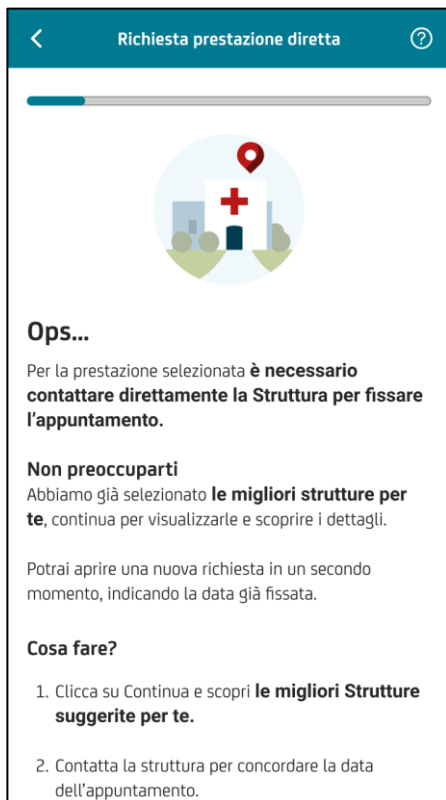 Richiesta prestazione diretta
Ops...
Per la prestazione selezionata è necessario
contattare direttamente la Struttura per fissare
l'appuntamento.
Non preoccuparti
Abbiamo già selezionato le migliori strutture per
te, continua per visualizzarle e scoprire i dettagli.
Potrai aprire una nuova richiesta in un secondo
momento, indicando la data già fissata.
Cosa fare?
1. Clicca su Continua e scopri le migliori Strutture
suggerite per te.
2. Contatta la struttura per concordare la data
dell'appuntamento.